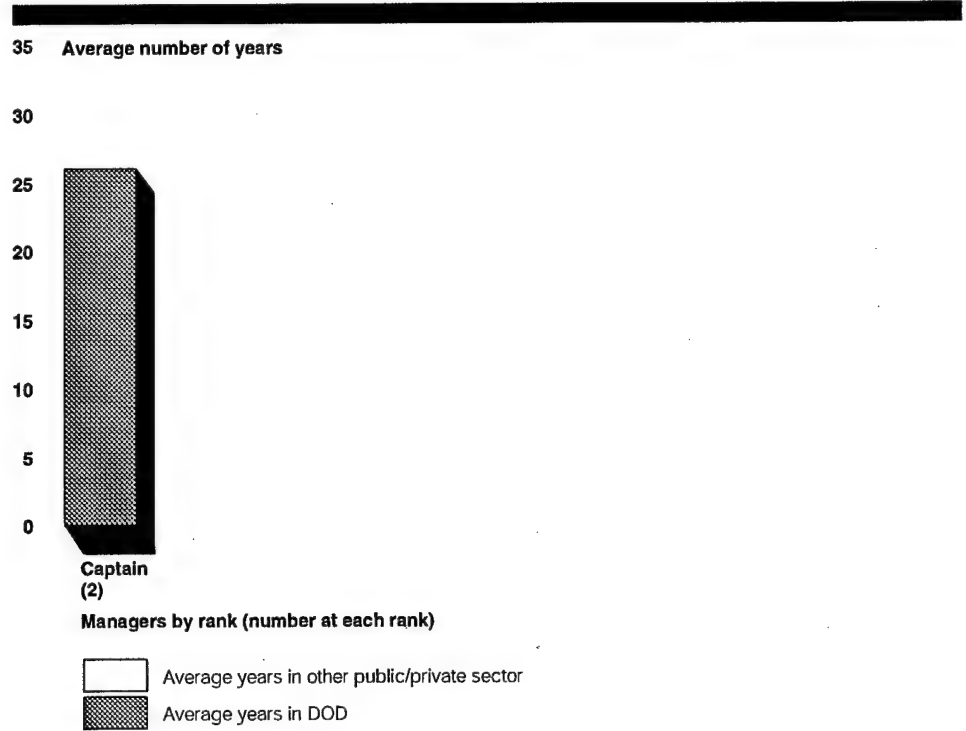 35 Average number of years
30
25
20
15
10
5
0
Captain
(2)
Managers by rank (number at each rank)
Average years in other public/private sector
Average years in DOD